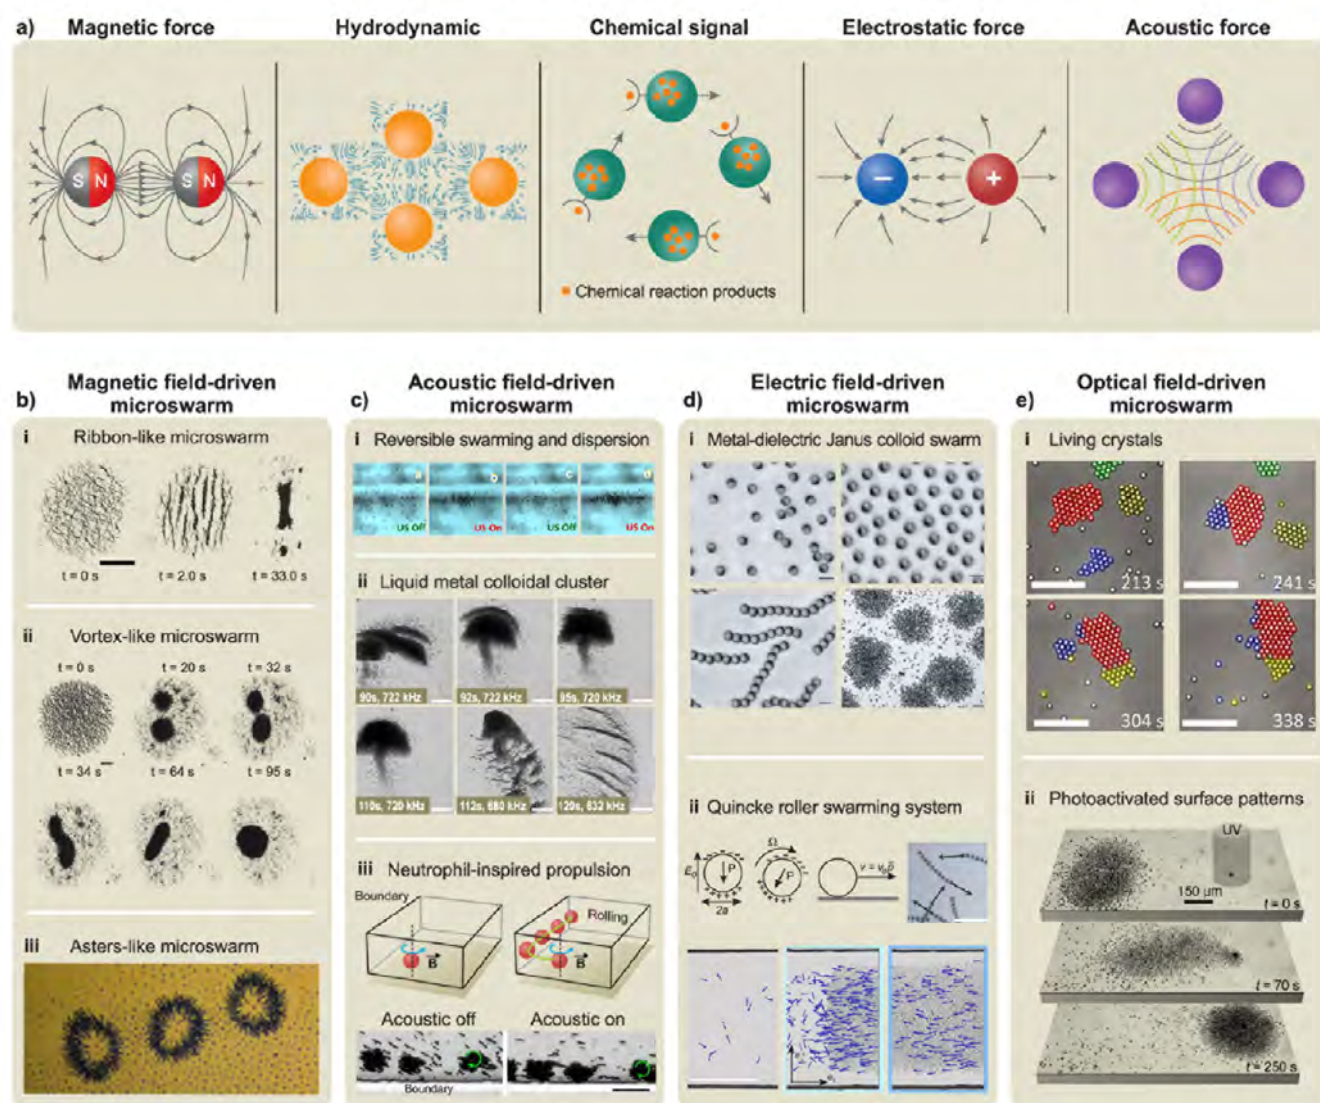 a)
Magnetic force
Hydrodynamic
Chemical signal
Electrostatic force
Acoustic force
S N
S N
− +
Chemical reaction products
b)
Magnetic field-driven
microswarm
i Ribbon-like microswarm
t = 0 s
t = 2.0 s
t = 33.0 s
ii Vortex-like microswarm
t = 0 s
t = 20 s
t = 32 s
t = 34 s
t = 64 s
t = 95 s
iii Asters-like microswarm
c)
Acoustic field-driven
microswarm
i Reversible swarming and dispersion
a
b
c
d
US Off
US On
US Off
US On
ii Liquid metal colloidal cluster
90s, 722 kHz
92s, 722 kHz
95s, 720 kHz
110s, 720 kHz
112s, 680 kHz
120s, 632 kHz
iii Neutrophil-inspired propulsion
Boundary
B
Rolling
B
Acoustic off
Acoustic on
Boundary
d)
Electric field-driven
microswarm
i Metal-dielectric Janus colloid swarm
ii Quincke roller swarming system
P
2a
Ω
P
e)
Optical field-driven
microswarm
i Living crystals
213 s
241 s
304 s
338 s
ii Photoactivated surface patterns
UV
150 μm
t = 0 s
t = 70 s
t = 250 s